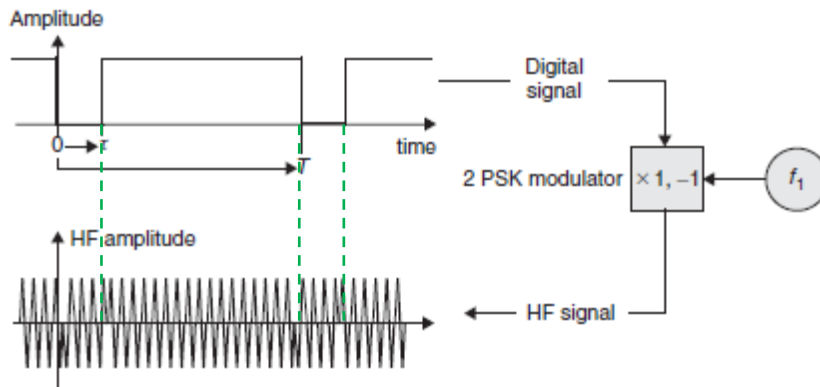 Amplitude
Digital
signal
0
τ
time
T
2 PSK modulator
× 1, −1
f1
HF amplitude
HF signal